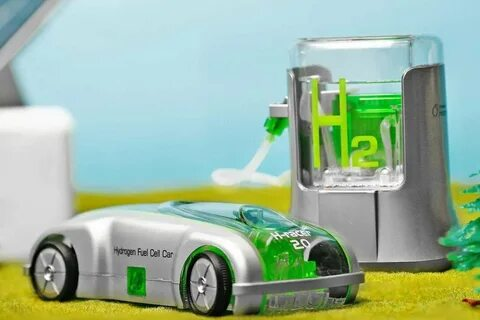 H2
H-racer
2.0
Hydrogen Fuel Cell Car